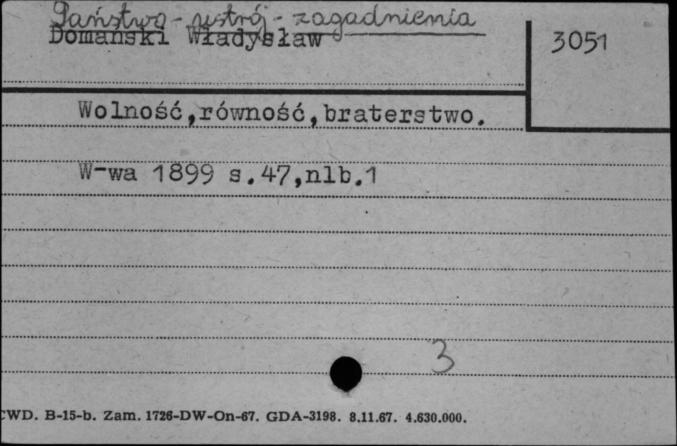 Państwo - ustrój - zagadnienia
Domański Władysław
3051
Wolność,równość,braterstwo.
W-wa 1899 s.47,nlb.1
3
CWD. B-15-b. Zam. 1726-DW-On-67. GDA-3198. 8.11.67. 4.630.000.